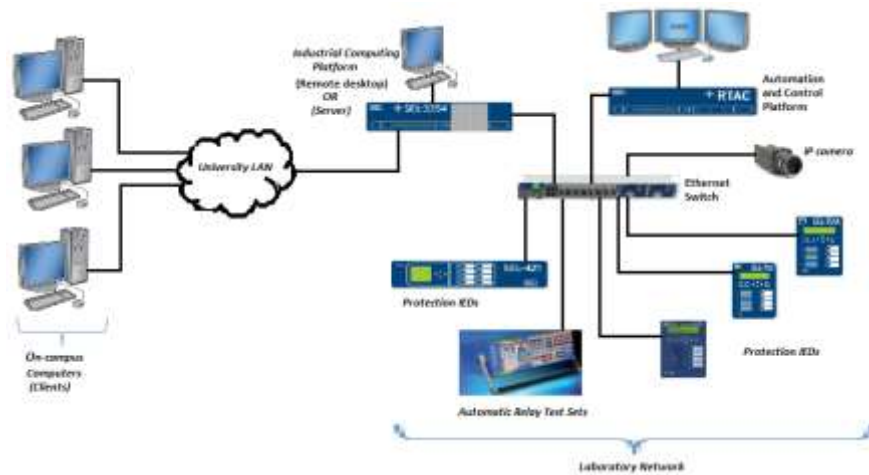 Industrial Computing
Platform
(Remote desktop)
OR
(Server)
SEL-3354
RTAC
Automation
and Control
Platform
IP camera
University LAN
Ethernet
Switch
SEL-421
Protection IEDs
On-campus
Computers
(Clients)
Protection IEDs
Automatic Relay Test Sets
Laboratory Network